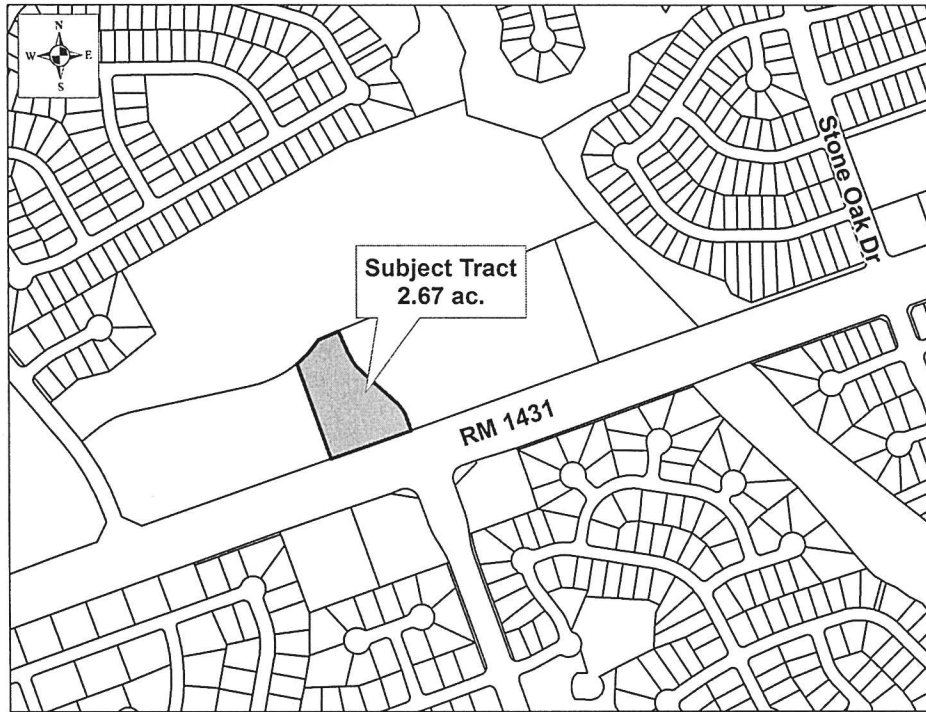 N
W E
S
Stone Oak Dr
Subject Tract
2.67 ac.
RM 1431